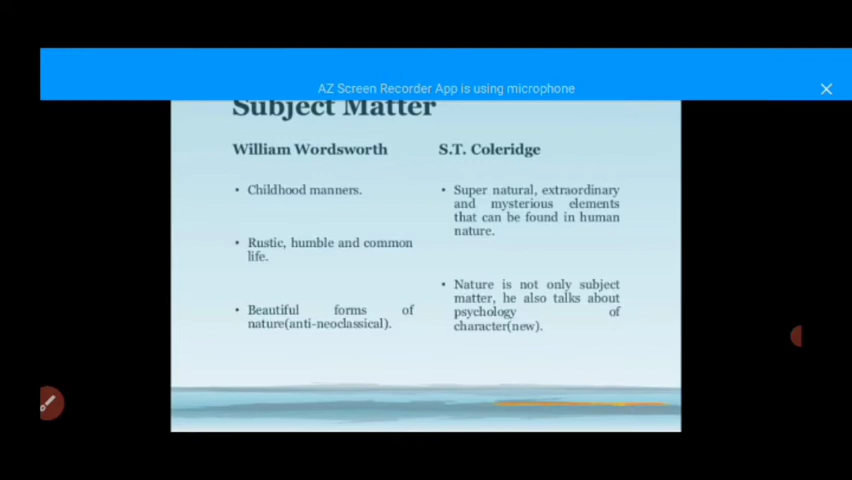 AZ Screen Recorder App is using microphone
Subject Matter
William Wordsworth
• Childhood manners.
• Rustic, humble and common
life.
• Beautiful forms of
nature(anti-neoclassical).
S.T. Coleridge
• Super natural, extraordinary
and mysterious elements
that can be found in human
nature.
• Nature is not only subject
matter, he also talks about
psychology of
character(new).